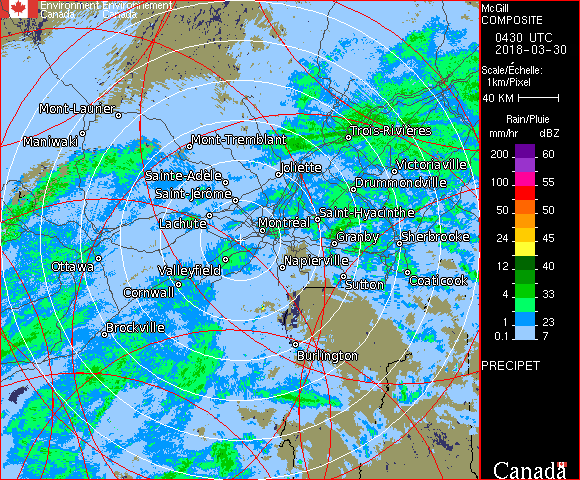 Environment Environnement
Canada Canada
McGill
COMPOSITE
0430 UTC
2018-03-30
Scale/Échelle:
1km/Pixel
40 KM
Rain/Pluie
mm/hr dBZ
200 60
100 55
50 50
24 45
12 40
4 33
1 23
0.1 7
PRECIPET
Mont-Laurier
Maniwaki
Mont-Tremblant
Trois-Rivières
Joliette
Victoriaville
Sainte-Adèle
Drummondville
Saint-Jérôme
Lachute
Saint-Hyacinthe
Montréal
Granby
Sherbrooke
Ottawa
Valleyfield
Napierville
Cornwall
Sutton
Coaticook
Brockville
Burlington
Canada